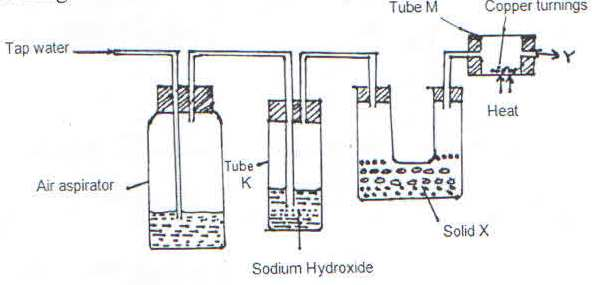 Tube M
Copper turnings
Tap water
Y
Heat
Tube
K
Air aspirator
Solid X
Sodium Hydroxide